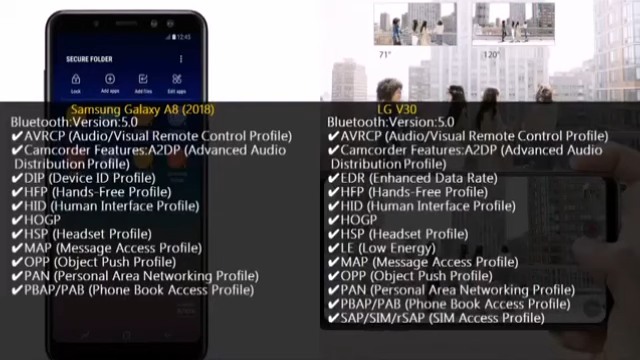 12:45
SECURE FOLDER
Lock
Add apps
Add files
Edit apps
71°
120°
Samsung Galaxy A8 (2018)
Bluetooth:Version:5.0
✔AVRCP (Audio/Visual Remote Control Profile)
✔Camcorder Features:A2DP (Advanced Audio
Distribution Profile)
✔DIP (Device ID Profile)
✔HFP (Hands-Free Profile)
✔HID (Human Interface Profile)
✔HOGP
✔HSP (Headset Profile)
✔MAP (Message Access Profile)
✔OPP (Object Push Profile)
✔PAN (Personal Area Networking Profile)
✔PBAP/PAB (Phone Book Access Profile)
LG V30
Bluetooth:Version:5.0
✔AVRCP (Audio/Visual Remote Control Profile)
✔Camcorder Features:A2DP (Advanced Audio
Distribution Profile)
✔EDR (Enhanced Data Rate)
✔HFP (Hands-Free Profile)
✔HID (Human Interface Profile)
✔HOGP
✔HSP (Headset Profile)
✔LE (Low Energy)
✔MAP (Message Access Profile)
✔OPP (Object Push Profile)
✔PAN (Personal Area Networking Profile)
✔PBAP/PAB (Phone Book Access Profile)
✔SAP/SIM/rSAP (SIM Access Profile)